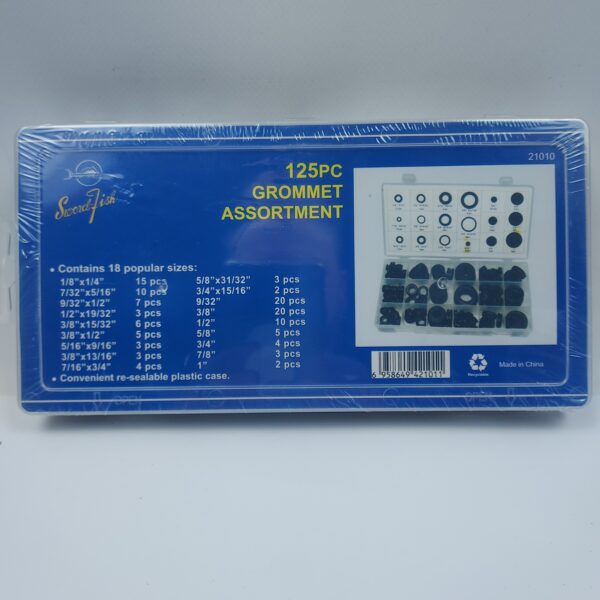 21010
125PC
GROMMET
ASSORTMENT
Sword Fish
• Contains 18 popular sizes:
1/8"x1/4" 15 pcs 5/8"x31/32" 3 pcs
7/32"x5/16" 10 pcs 3/4"x15/16" 2 pcs
9/32"x1/2" 7 pcs 9/32" 20 pcs
1/2"x19/32" 3 pcs 3/8" 20 pcs
3/8"x15/32" 6 pcs 1/2" 10 pcs
3/8"x1/2" 5 pcs 5/8" 5 pcs
5/16"x9/16" 3 pcs 3/4" 4 pcs
3/8"x13/16" 3 pcs 7/8" 3 pcs
7/16"x3/4" 4 pcs 1" 2 pcs
• Convenient re-sealable plastic case.
6 958649 421011
Recyclable
Made in China
OPEN
OPEN